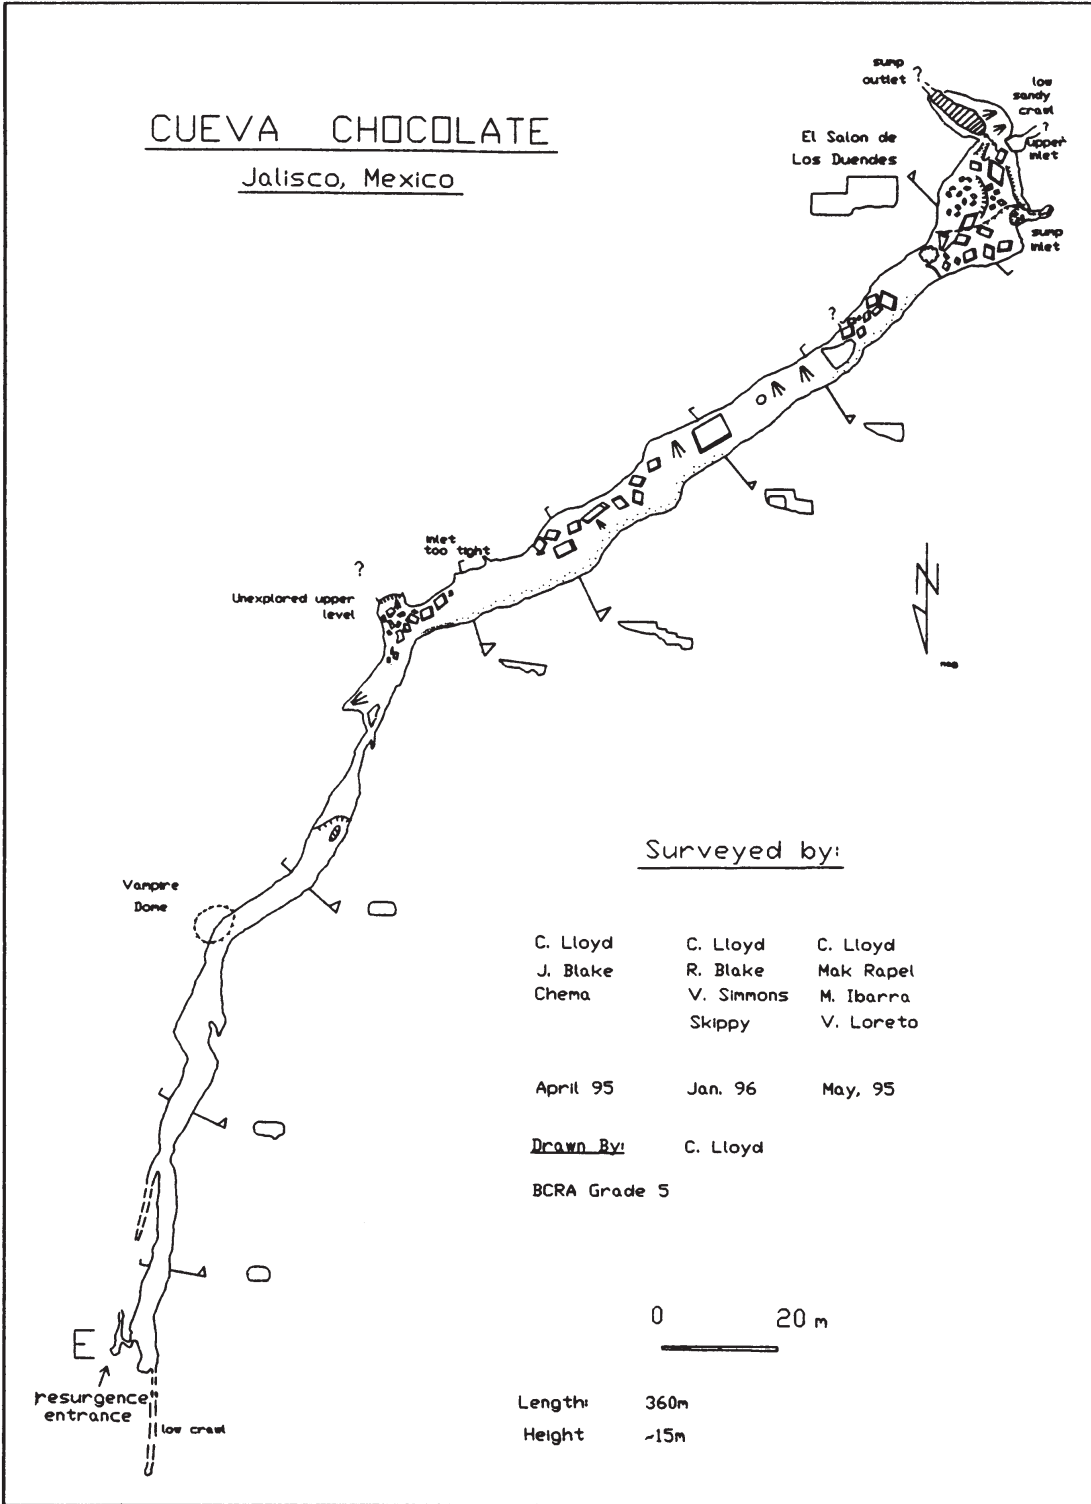 CUEVA CHOCOLATE
Jalisco, Mexico
sump
outlet
?
low
sandy
crawl
?
upper
inlet
El Salon de
Los Duendes
sump
inlet
?
inlet
too tight
?
Unexplored upper
level
N
mag
Vampire
Dome
Surveyed by:
C. Lloyd
J. Blake
Chema
C. Lloyd
R. Blake
V. Simmons
Skippy
C. Lloyd
Mak Rapel
M. Ibarra
V. Loreto
April 95
Jan. 96
May, 95
Drawn By:
C. Lloyd
BCRA Grade 5
0
20 m
E
resurgence
entrance
low crawl
Length: 360m
Height ~15m